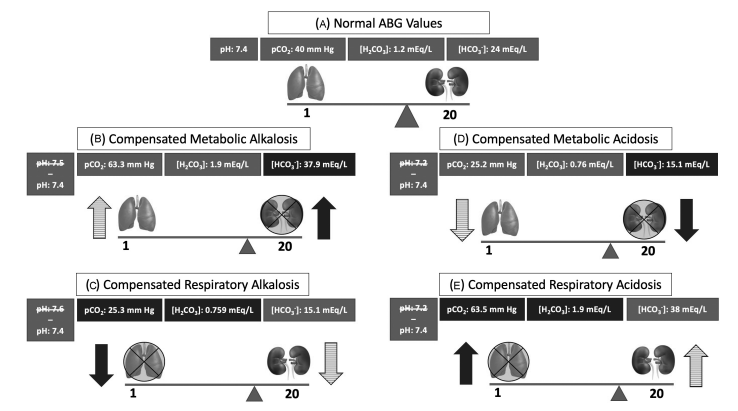 (A) Normal ABG Values
pH: 7.4 pCO₂: 40 mm Hg [H₂CO₃]: 1.2 mEq/L [HCO₃⁻]: 24 mEq/L
1 20
(B) Compensated Metabolic Alkalosis
pH: 7.5
–
pH: 7.4
pCO₂: 63.3 mm Hg [H₂CO₃]: 1.9 mEq/L [HCO₃⁻]: 37.9 mEq/L
1 20
(D) Compensated Metabolic Acidosis
pH: 7.2
–
pH: 7.4
pCO₂: 25.2 mm Hg [H₂CO₃]: 0.76 mEq/L [HCO₃⁻]: 15.1 mEq/L
1 20
(C) Compensated Respiratory Alkalosis
pH: 7.6
–
pH: 7.4
pCO₂: 25.3 mm Hg [H₂CO₃]: 0.759 mEq/L [HCO₃⁻]: 15.1 mEq/L
1 20
(E) Compensated Respiratory Acidosis
pH: 7.2
–
pH: 7.4
pCO₂: 63.5 mm Hg [H₂CO₃]: 1.9 mEq/L [HCO₃⁻]: 38 mEq/L
1 20